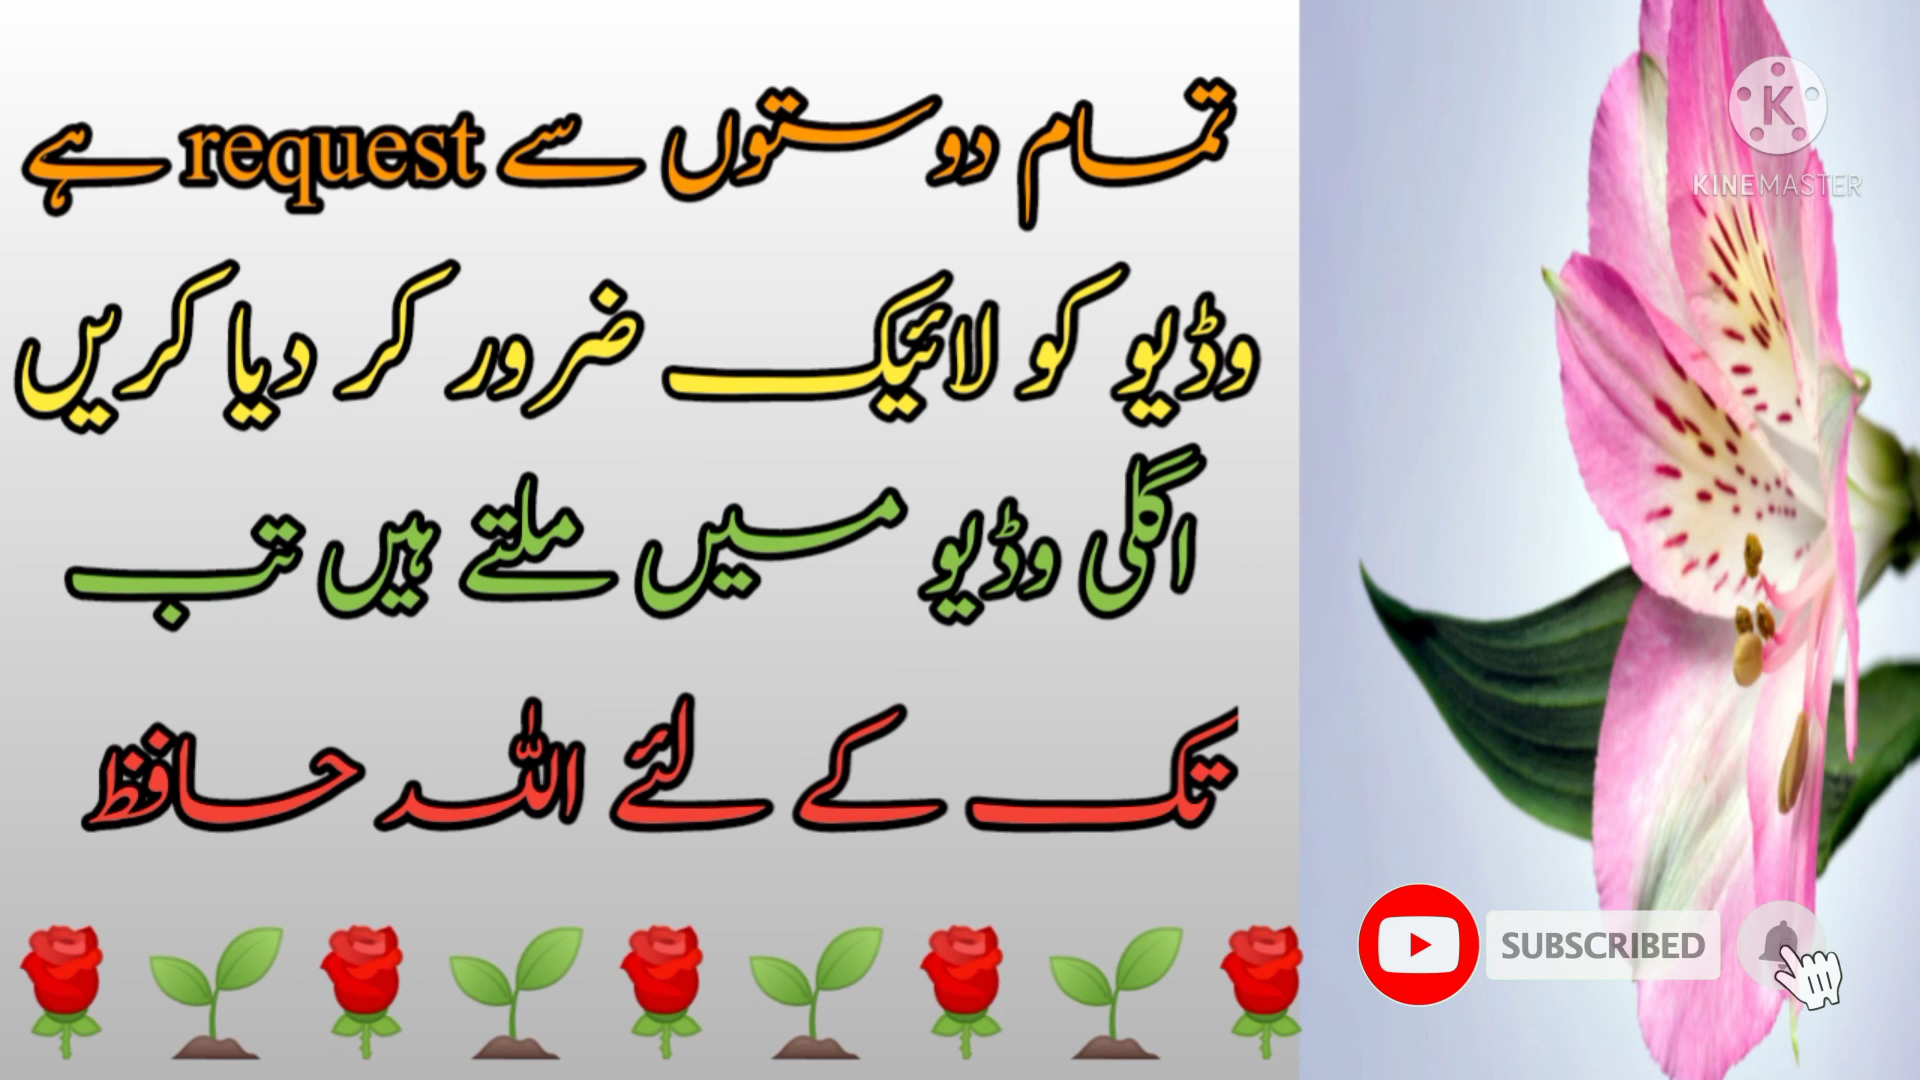 تمام دوستوں سے request ہے
وڈیو کو لائیک ضرور کر دیا کریں
اگلی وڈیو میں ملتے ہیں تب
تک کے لئے اللہ حافظ
K
KINEMASTER
SUBSCRIBED